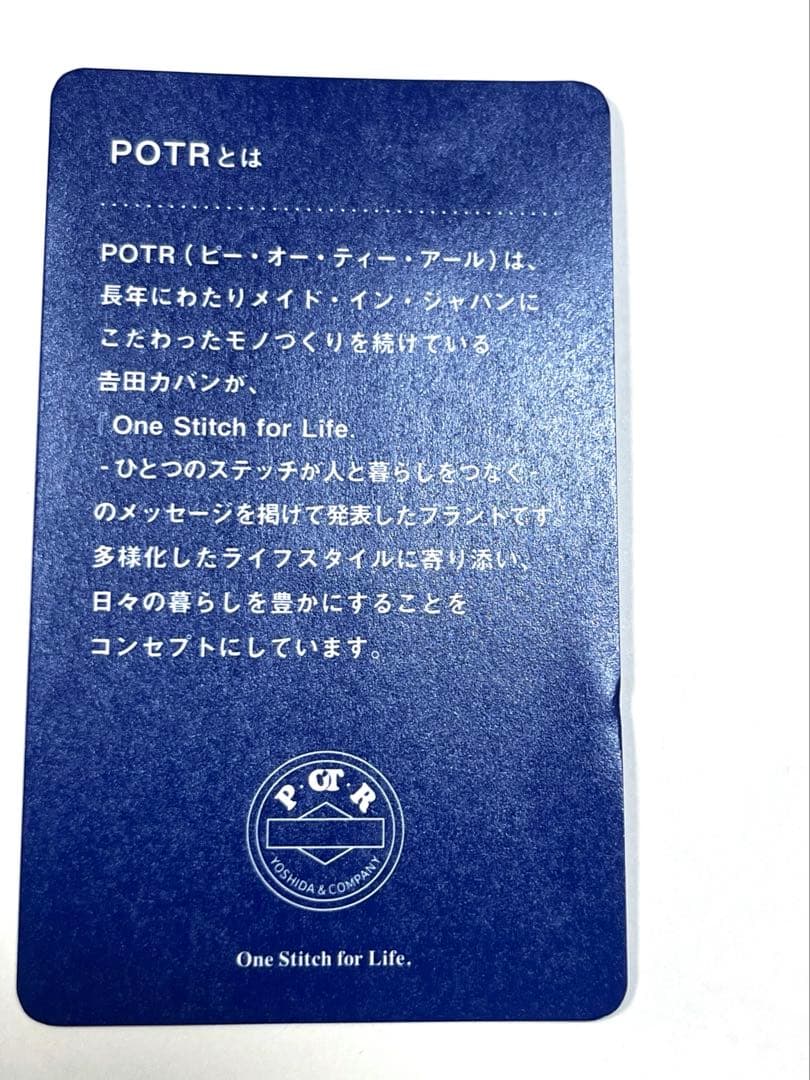 POTRとは
POTR(ピー・オー・ティー・アール)は、
長年にわたりメイド・イン・ジャパンに
こだわったモノづくりを続けている
𠮷田カバンが、
「One Stitch for Life.
-ひとつのステッチが人と暮らしをつなぐ-
のメッセージを掲げて発表したブランドです。
多様化したライフスタイルに寄り添い、
日々の暮らしを豊かにすることを
コンセプトにしています。
P・OT・R
YOSHIDA & COMPANY
One Stitch for Life.